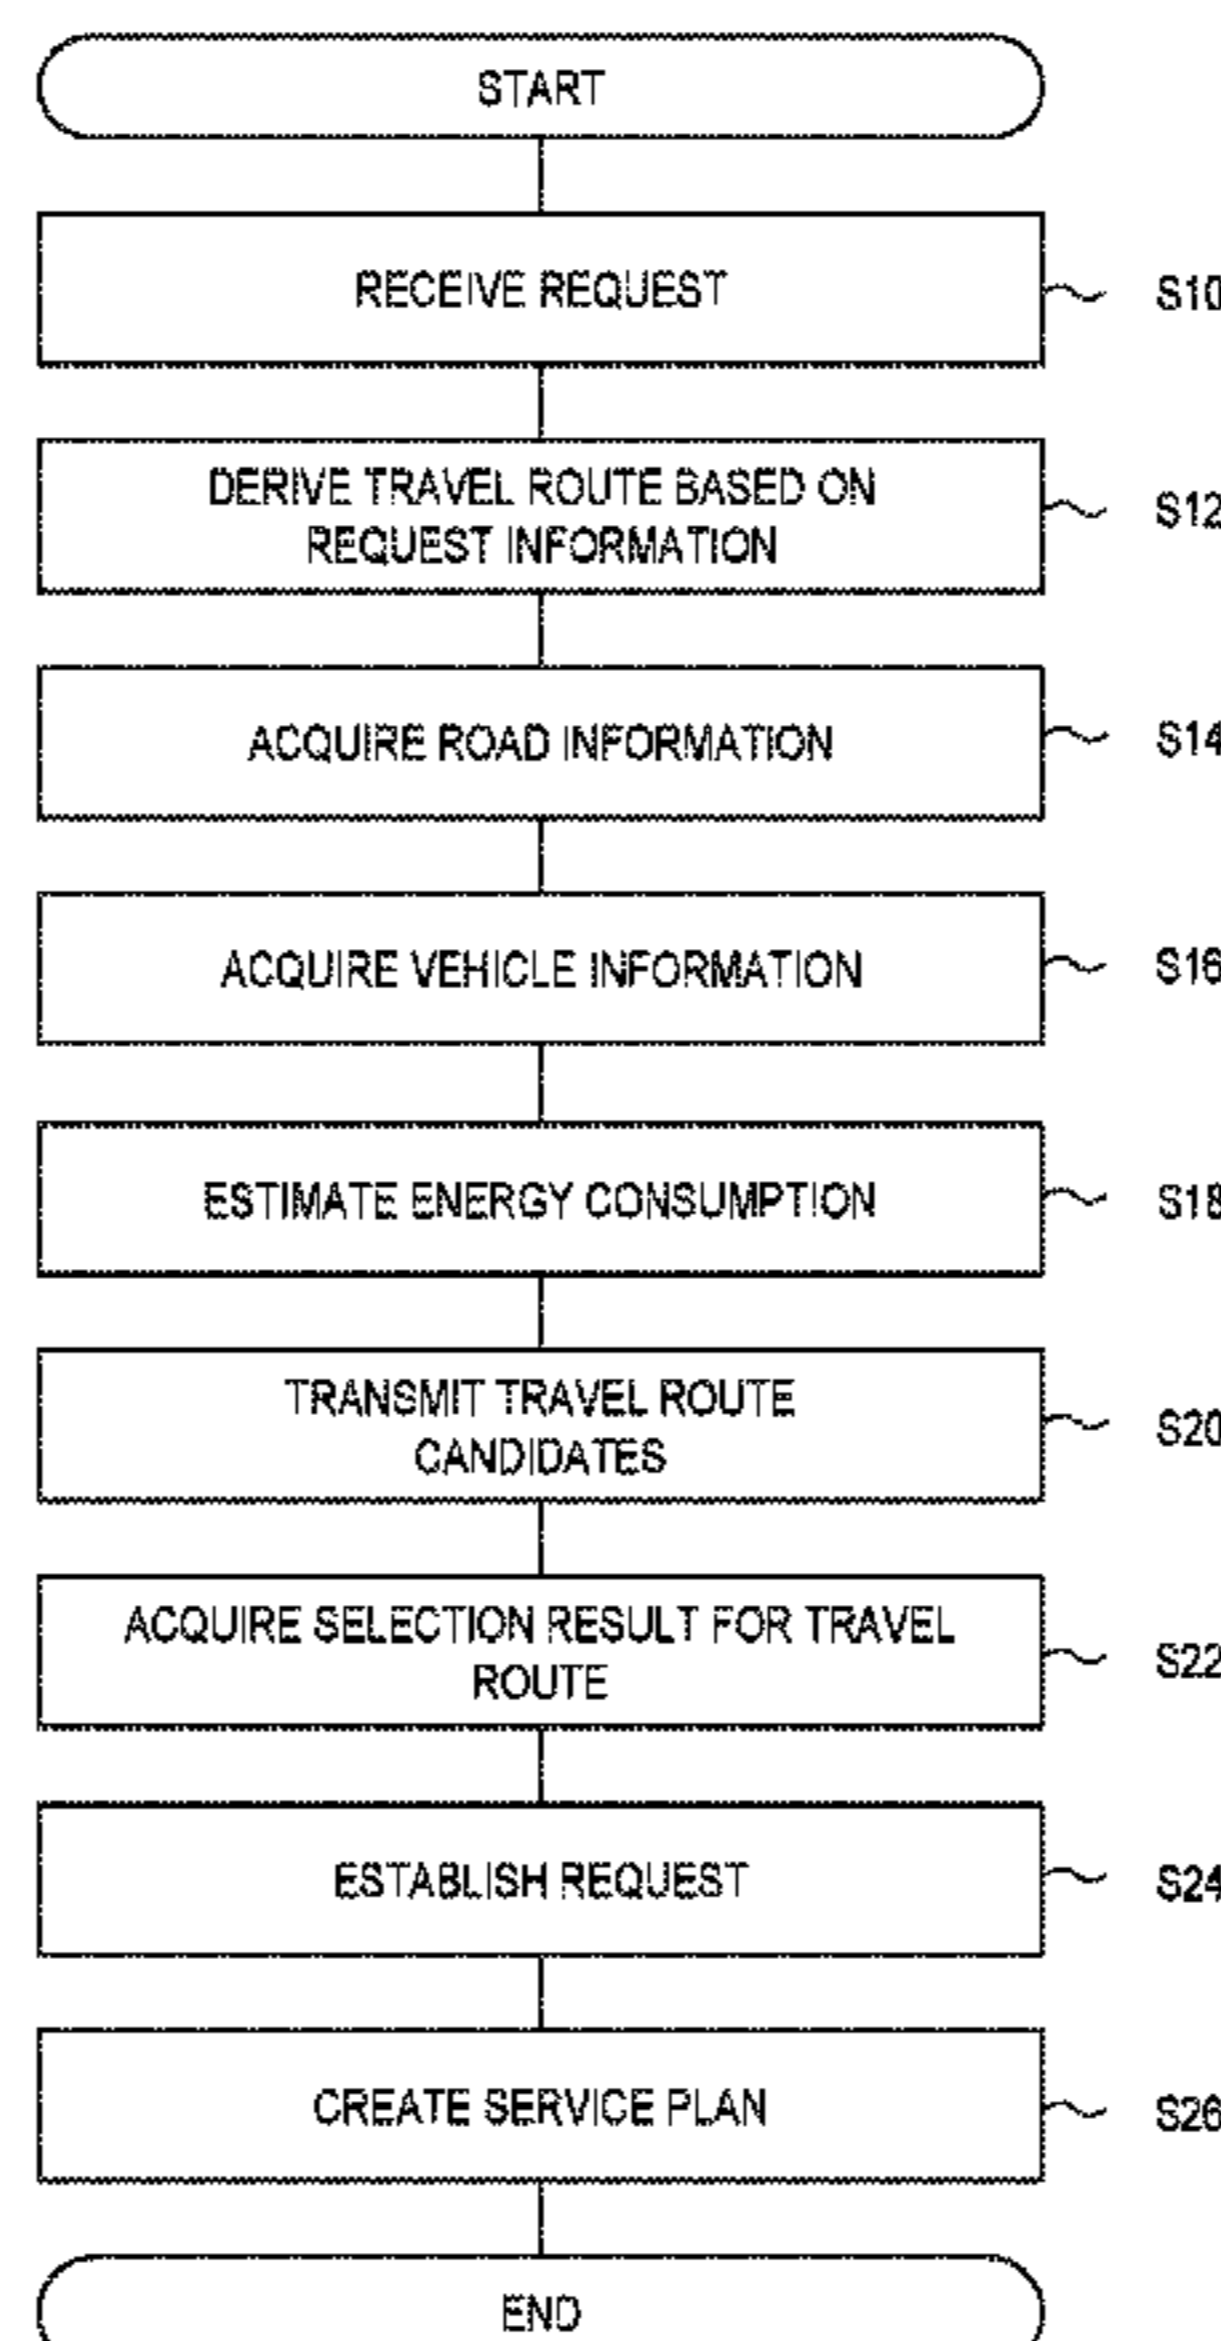 START
RECEIVE REQUEST
S10
DERIVE TRAVEL ROUTE BASED ON
REQUEST INFORMATION
S12
ACQUIRE ROAD INFORMATION
S14
ACQUIRE VEHICLE INFORMATION
S16
ESTIMATE ENERGY CONSUMPTION
S18
TRANSMIT TRAVEL ROUTE
CANDIDATES
S20
ACQUIRE SELECTION RESULT FOR TRAVEL
ROUTE
S22
ESTABLISH REQUEST
S24
CREATE SERVICE PLAN
S26
END